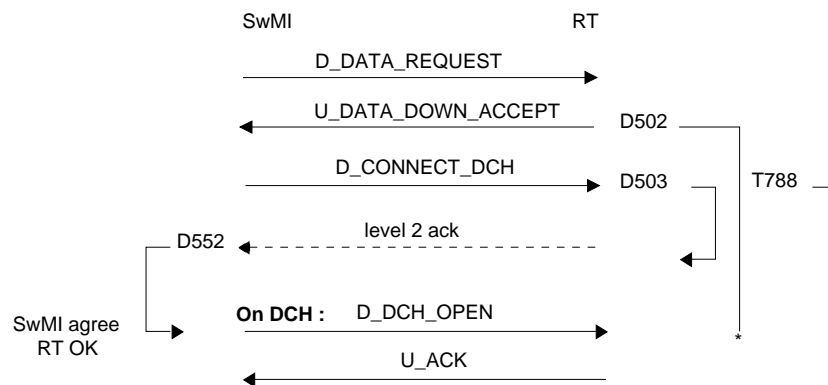 SwMI RT
D_DATA_REQUEST
U_DATA_DOWN_ACCEPT D502
D_CONNECT_DCH D503 T788
D552 level 2 ack
On DCH : D_DCH_OPEN
SwMI agree
RT OK
*
U_ACK